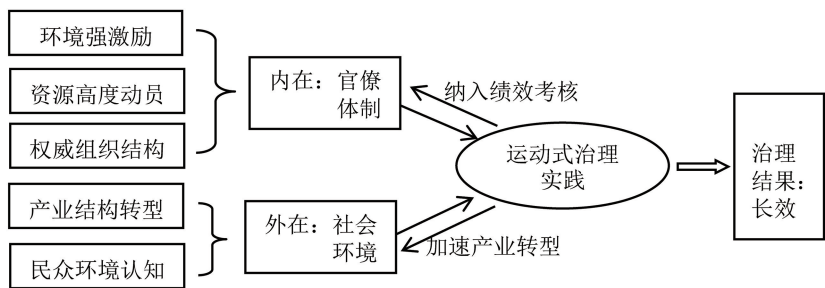 环境强激励
资源高度动员
权威组织结构
产业结构转型
民众环境认知
内在：官僚
体制
外在：社会
环境
纳入绩效考核
加速产业转型
运动式治理
实践
治理
结果：
长效